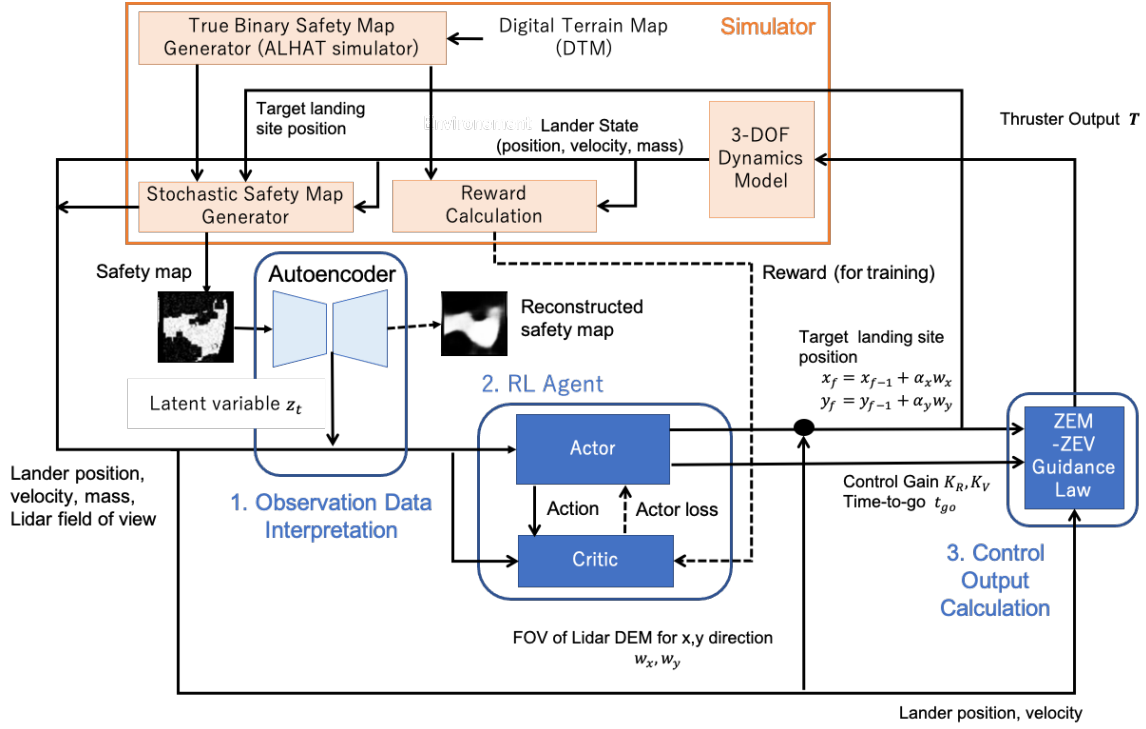 True Binary Safety Map
Generator (ALHAT simulator)
Digital Terrain Map
(DTM)
Simulator
Target landing
site position
Environment
Lander State
(position, velocity, mass)
3-DOF
Dynamics
Model
Thruster Output T
Stochastic Safety Map
Generator
Reward
Calculation
Safety map
Autoencoder
Reconstructed
safety map
Reward (for training)
Target landing site
position
x_f = x_{f−1} + α_x w_x
y_f = y_{f−1} + α_y w_y
Latent variable z_t
2. RL Agent
Actor
ZEM
-ZEV
Guidance
Law
Lander position,
velocity, mass,
Lidar field of view
1. Observation Data
Interpretation
Action
Actor loss
Control Gain K_R, K_V
Time-to-go t_{go}
Critic
3. Control
Output
Calculation
FOV of Lidar DEM for x,y direction
w_x, w_y
Lander position, velocity